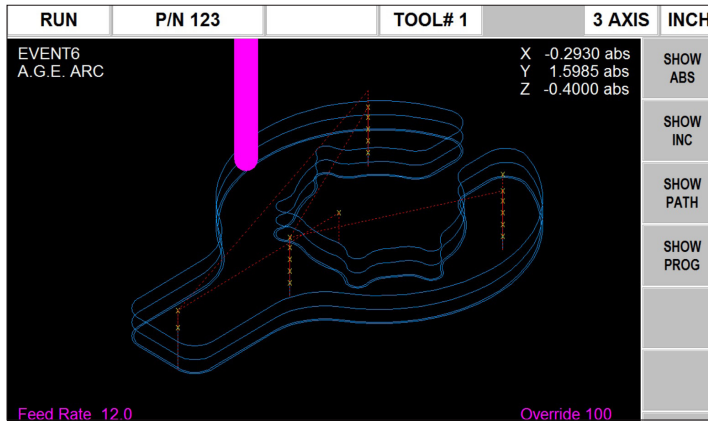 RUN P/N 123 TOOL# 1 3 AXIS INCH
EVENT6
A.G.E. ARC
X -0.2930 abs
Y 1.5985 abs
Z -0.4000 abs
SHOW
ABS
SHOW
INC
SHOW
PATH
SHOW
PROG
Feed Rate 12.0
Override 100